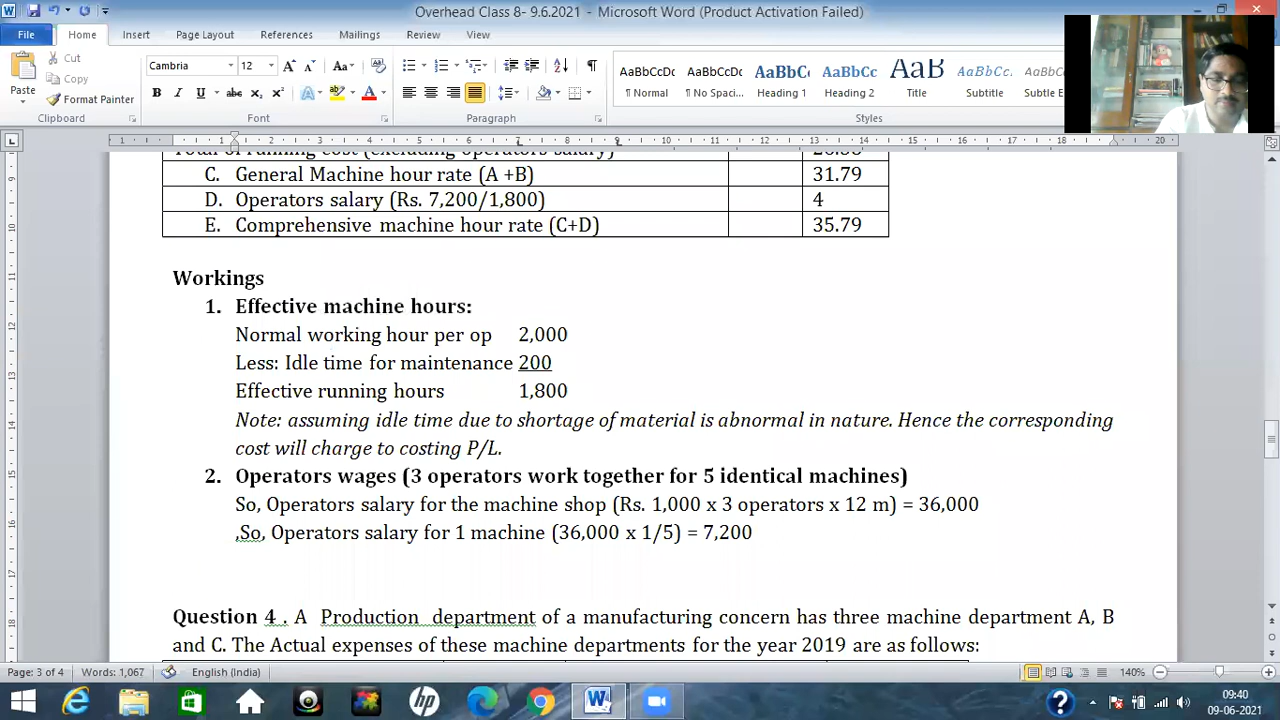 Overhead Class 8- 9.6.2021 - Microsoft Word (Product Activation Failed)
File Home Insert Page Layout References Mailings Review View
Cut
Copy
Format Painter
Paste
Clipboard
Cambria 12
Font
Paragraph
AaBbCcDc AaBbCcDc AaBbC AaBbCc AaB AaBbCc AaBbCc
¶ Normal ¶ No Spaci... Heading 1 Heading 2 Title Subtitle Subtle E
Styles
C. General Machine hour rate (A +B) 31.79
D. Operators salary (Rs. 7,200/1,800) 4
E. Comprehensive machine hour rate (C+D) 35.79
Workings
1. Effective machine hours:
Normal working hour per op 2,000
Less: Idle time for maintenance 200
Effective running hours 1,800
Note: assuming idle time due to shortage of material is abnormal in nature. Hence the corresponding
cost will charge to costing P/L.
2. Operators wages (3 operators work together for 5 identical machines)
So, Operators salary for the machine shop (Rs. 1,000 x 3 operators x 12 m) = 36,000
,So, Operators salary for 1 machine (36,000 x 1/5) = 7,200
Question 4 . A Production department of a manufacturing concern has three machine department A, B
and C. The Actual expenses of these machine departments for the year 2019 are as follows:
Page: 3 of 4 Words: 1,067 English (India) 140%
09:40
09-06-2021